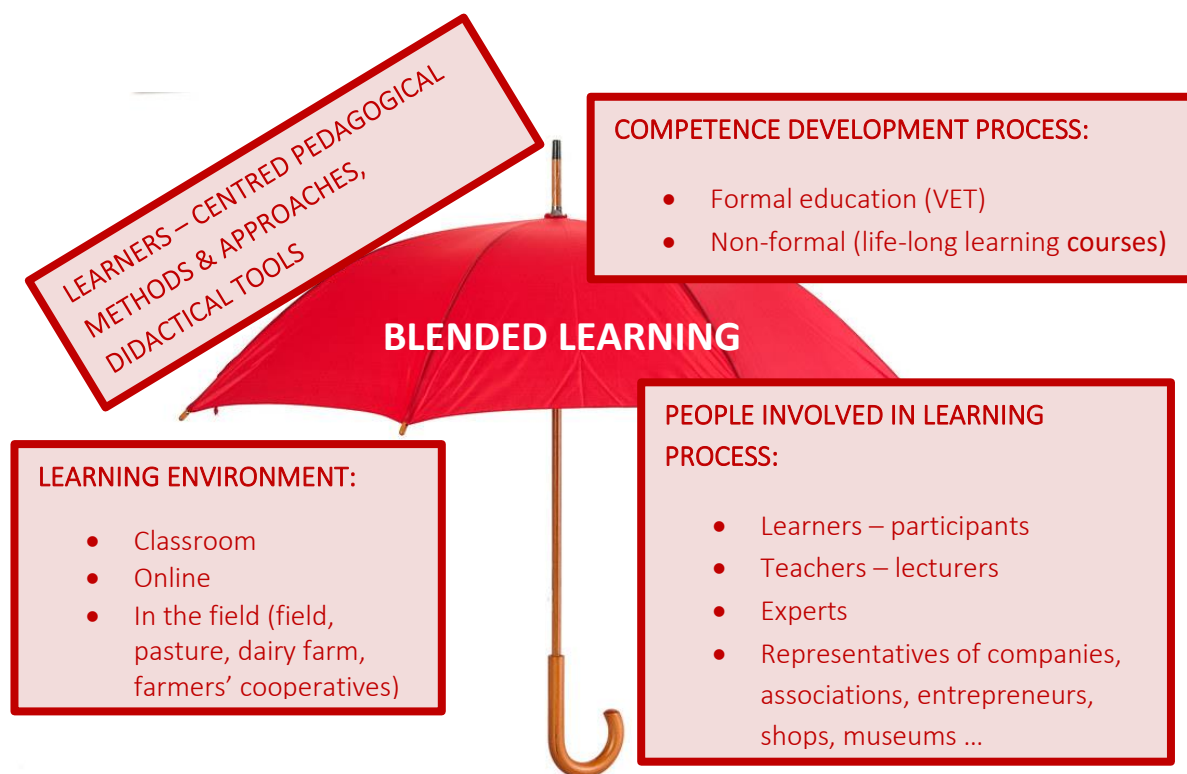 LEARNERS – CENTRED PEDAGOGICAL
METHODS & APPROACHES,
DIDACTICAL TOOLS
COMPETENCE DEVELOPMENT PROCESS:
• Formal education (VET)
• Non-formal (life-long learning courses)
BLENDED LEARNING
LEARNING ENVIRONMENT:
• Classroom
• Online
• In the field (field,
pasture, dairy farm,
farmers’ cooperatives)
PEOPLE INVOLVED IN LEARNING
PROCESS:
• Learners – participants
• Teachers – lecturers
• Experts
• Representatives of companies,
associations, entrepreneurs,
shops, museums ...